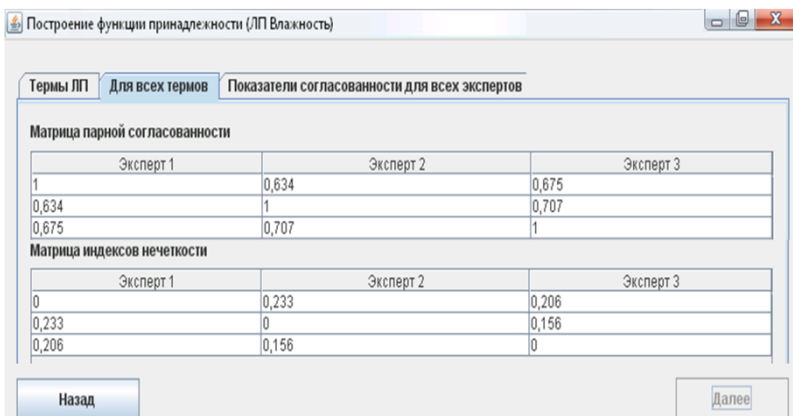 Построение функции принадлежности (ЛП Влажность)
Термы ЛП Для всех термов Показатели согласованности для всех экспертов
Матрица парной согласованности
Эксперт 1 Эксперт 2 Эксперт 3
1 0,634 0,675
0,634 1 0,707
0,675 0,707 1
Матрица индексов нечеткости
Эксперт 1 Эксперт 2 Эксперт 3
0 0,233 0,206
0,233 0 0,156
0,206 0,156 0
Назад Далее